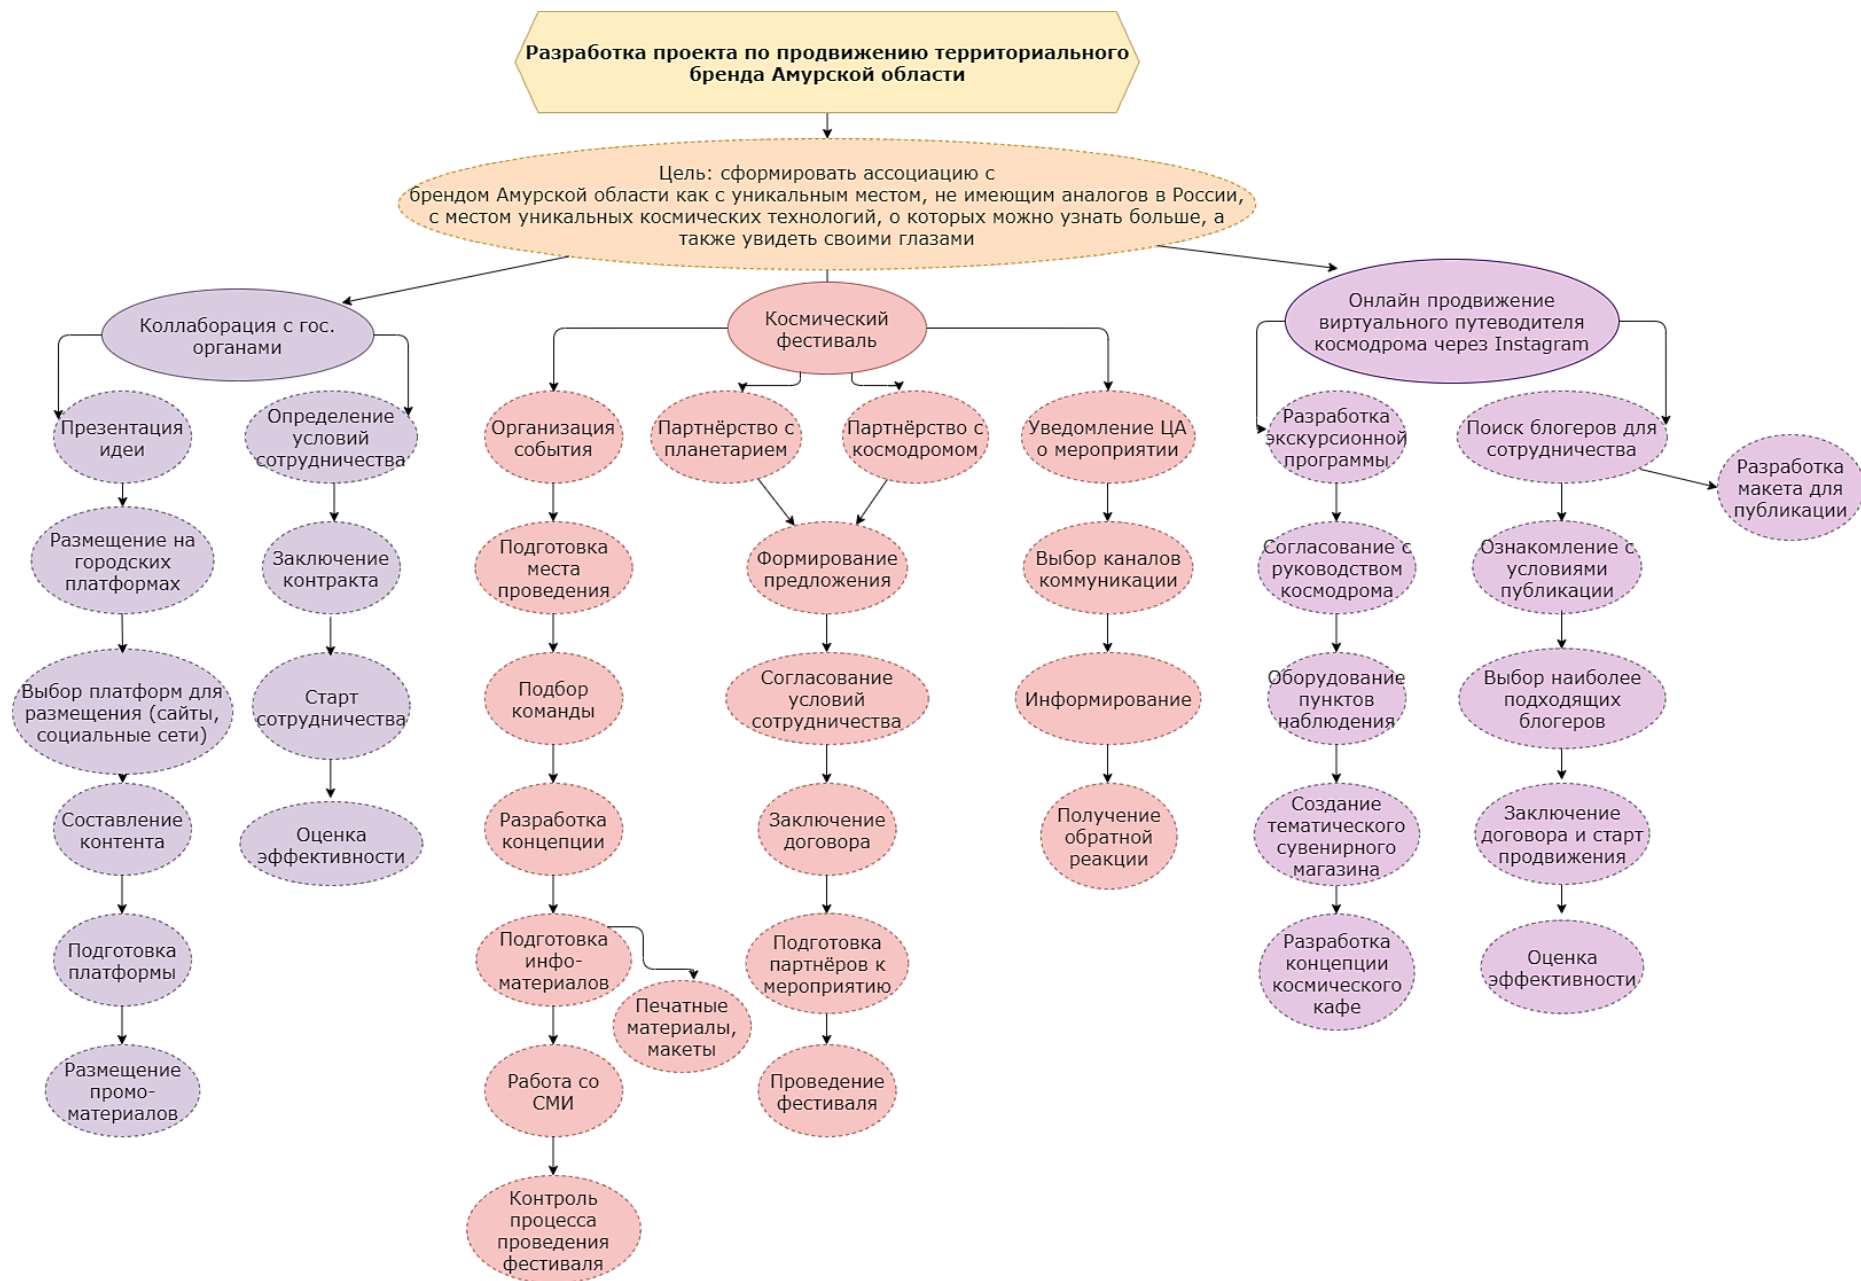 Разработка проекта по продвижению территориального
бренда Амурской области
Цель: сформировать ассоциацию с
брендом Амурской области как с уникальным местом, не имеющим аналогов в России,
с местом уникальных космических технологий, о которых можно узнать больше, а
также увидеть своими глазами
Коллаборация с гос.
органами
Презентация
идеи
Размещение на
городских
платформах
Выбор платформ для
размещения (сайты,
социальные сети)
Составление
контента
Подготовка
платформы
Размещение
промо-
материалов
Определение
условий
сотрудничества
Заключение
контракта
Старт
сотрудничества
Оценка
эффективности
Космический
фестиваль
Организация
события
Подготовка
места
проведения
Подбор
команды
Разработка
концепции
Подготовка
инфо-
материалов
Печатные
материалы,
макеты
Работа со
СМИ
Контроль
процесса
проведения
фестиваля
Партнёрство с
планетарием
Партнёрство с
космодромом
Формирование
предложения
Согласование
условий
сотрудничества
Заключение
договора
Подготовка
партнёров к
мероприятию
Проведение
фестиваля
Уведомление ЦА
о мероприятии
Выбор каналов
коммуникации
Информирование
Получение
обратной
реакции
Онлайн продвижение
виртуального путеводителя
космодрома через Instagram
Разработка
экскурсионной
программы
Согласование с
руководством
космодрома
Оборудование
пунктов
наблюдения
Создание
тематического
сувенирного
магазина
Разработка
концепции
космического
кафе
Поиск блогеров для
сотрудничества
Разработка
макета для
публикации
Ознакомление с
условиями
публикации
Выбор наиболее
подходящих
блогеров
Заключение
договора и старт
продвижения
Оценка
эффективности